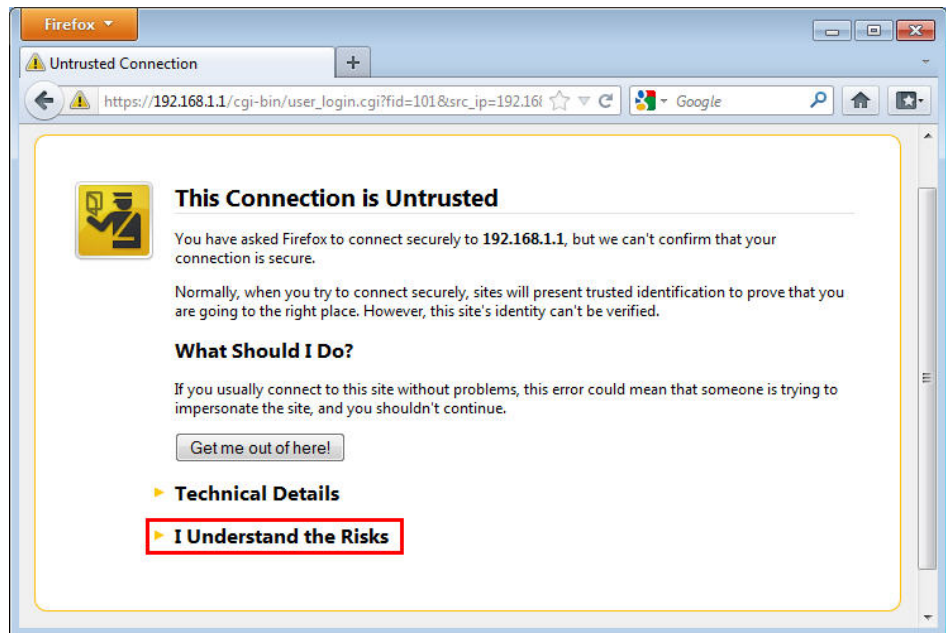 Firefox
Untrusted Connection
https://192.168.1.1/cgi-bin/user_login.cgi?fid=101&src_ip=192.168
Google
This Connection is Untrusted
You have asked Firefox to connect securely to 192.168.1.1, but we can't confirm that your
connection is secure.
Normally, when you try to connect securely, sites will present trusted identification to prove that you
are going to the right place. However, this site's identity can't be verified.
What Should I Do?
If you usually connect to this site without problems, this error could mean that someone is trying to
impersonate the site, and you shouldn't continue.
Get me out of here!
Technical Details
I Understand the Risks